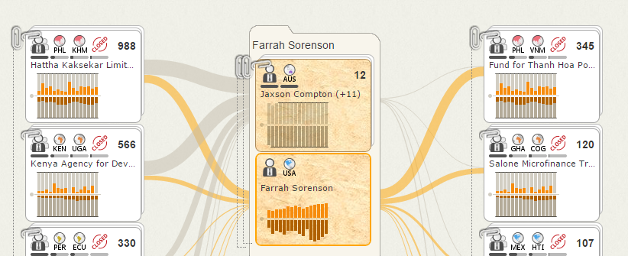 PHL KHM CLOSED 988
Hattha Kaksekar Limit...
KEN UGA CLOSED 566
Kenya Agency for Dev...
PER ECU CLOSED 330
Farrah Sorenson
AUS 12
Jaxson Compton (+11)
USA
Farrah Sorenson
PHL VNM CLOSED 345
Fund for Thanh Hoa Po...
GHA COG CLOSED 120
Salone Microfinance Tr...
MEX HTI CLOSED 107